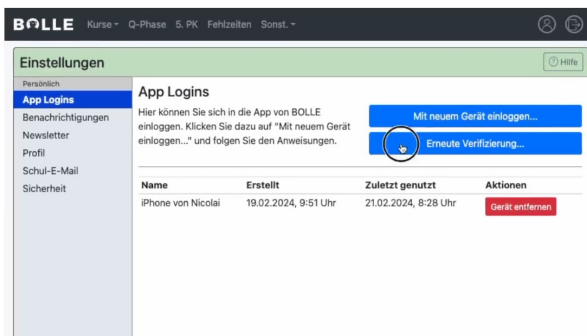 BOLLE Kurse Q-Phase 5. PK Fehlzeiten Sonst.
Einstellungen
Hilfe
Persönlich
App Logins
Benachrichtigungen
Newsletter
Profil
Schul-E-Mail
Sicherheit
App Logins
Hier können Sie sich in die App von BOLLE
einloggen. Klicken Sie dazu auf "Mit neuem Gerät
einloggen..." und folgen Sie den Anweisungen.
Mit neuem Gerät einloggen...
Erneute Verifizierung...
Name Erstellt Zuletzt genutzt Aktionen
iPhone von Nicolai 19.02.2024, 9:51 Uhr 21.02.2024, 8:28 Uhr Gerät entfernen